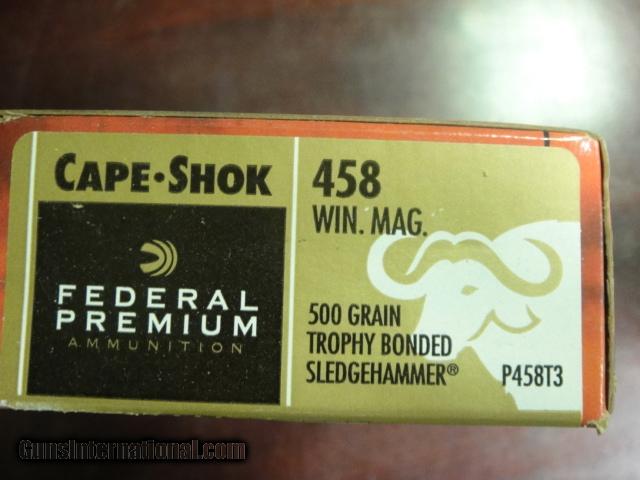 CAPE•SHOK
FEDERAL
PREMIUM
AMMUNITION
458
WIN. MAG.
500 GRAIN
TROPHY BONDED
SLEDGEHAMMER®
P458T3
GunsInternational.com